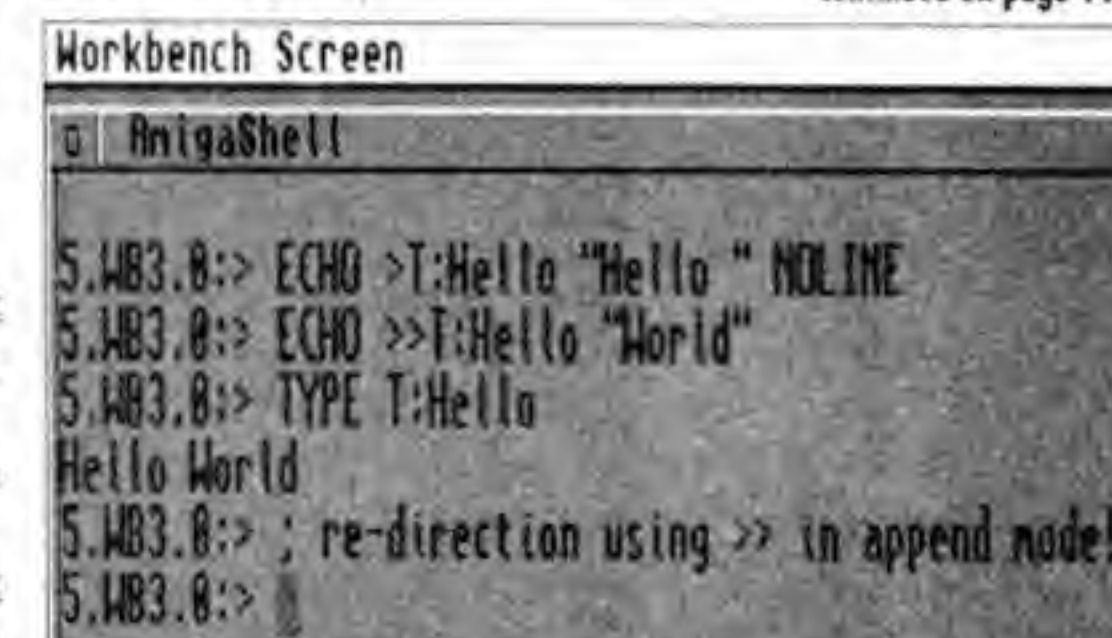 Workbench Screen
AmigaShell
5.WB3.0:> ECHO >T:Hello "Hello " NOLINE
5.WB3.0:> ECHO >>T:Hello "World"
5.WB3.0:> TYPE T:Hello
Hello World
5.WB3.0:> ; re-direction using >> in append mode!
5.WB3.0:>